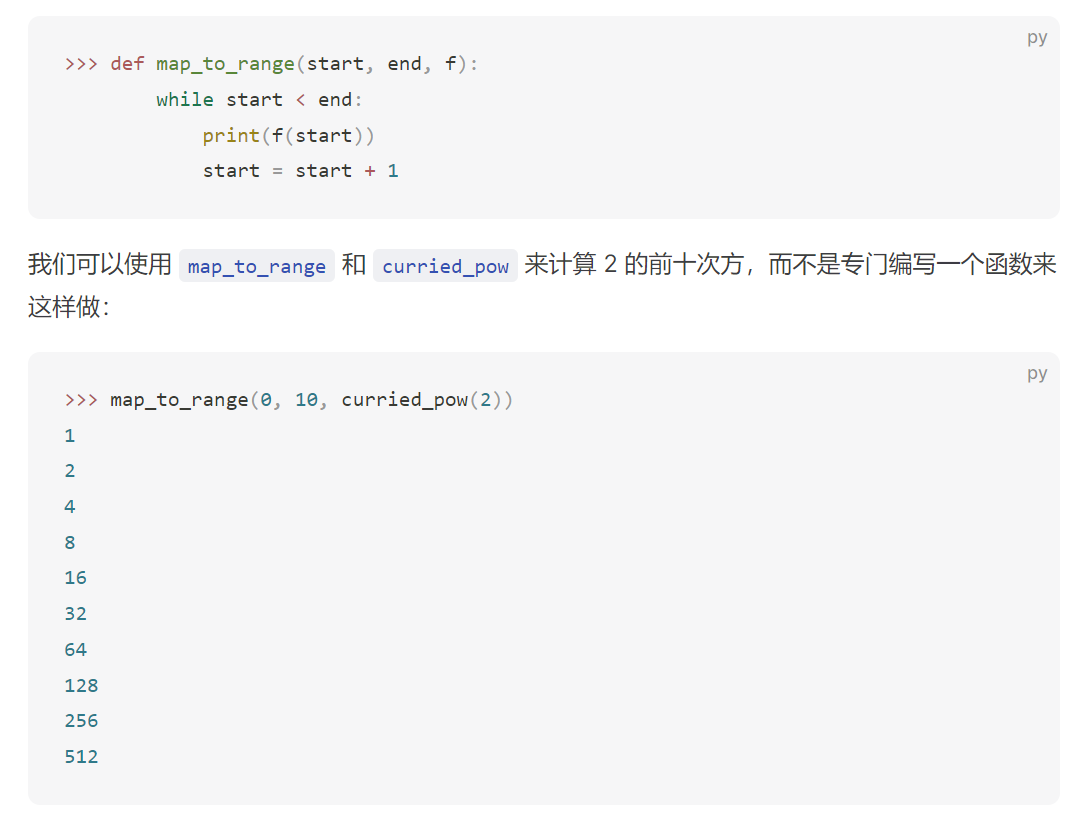 py
>>> def map_to_range(start, end, f):
        while start < end:
            print(f(start))
            start = start + 1
我们可以使用 map_to_range 和 curried_pow 来计算 2 的前十次方，而不是专门编写一个函数来
这样做：
py
>>> map_to_range(0, 10, curried_pow(2))
1
2
4
8
16
32
64
128
256
512